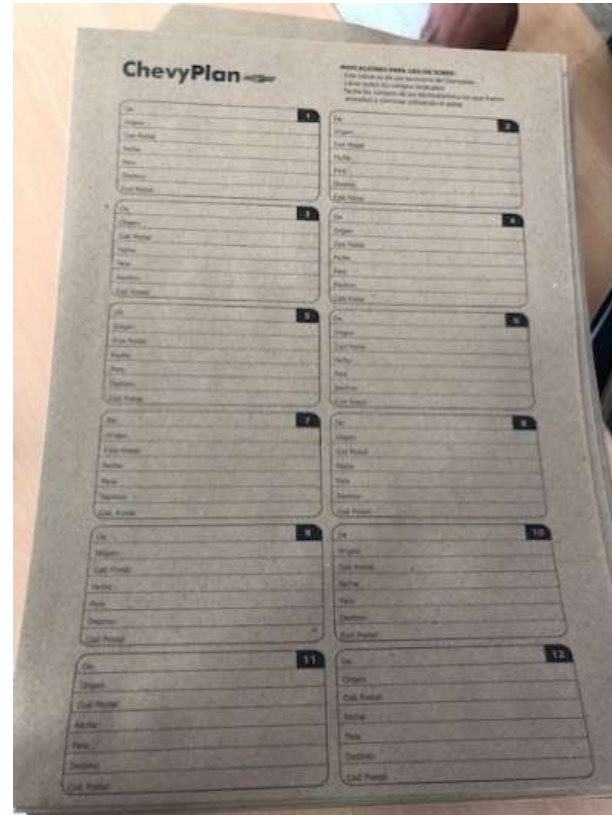 ChevyPlan
INDICACIONES PARA USO DE SOBRE:
1
De:
Origen:
Cod. Postal:
Fecha:
Para:
Destino:
Cod. Postal:
2
De:
Origen:
Cod. Postal:
Fecha:
Para:
Destino:
Cod. Postal:
3
De:
Origen:
Cod. Postal:
Fecha:
Para:
Destino:
Cod. Postal:
4
De:
Origen:
Cod. Postal:
Fecha:
Para:
Destino:
Cod. Postal:
5
De:
Origen:
Cod. Postal:
Fecha:
Para:
Destino:
Cod. Postal:
6
De:
Origen:
Cod. Postal:
Fecha:
Para:
Destino:
Cod. Postal:
7
De:
Origen:
Cod. Postal:
Fecha:
Para:
Destino:
Cod. Postal:
8
De:
Origen:
Cod. Postal:
Fecha:
Para:
Destino:
Cod. Postal:
9
De:
Origen:
Cod. Postal:
Fecha:
Para:
Destino:
Cod. Postal:
10
De:
Origen:
Cod. Postal:
Fecha:
Para:
Destino:
Cod. Postal:
11
De:
Origen:
Cod. Postal:
Fecha:
Para:
Destino:
Cod. Postal:
12
De:
Origen:
Cod. Postal:
Fecha:
Para:
Destino:
Cod. Postal: